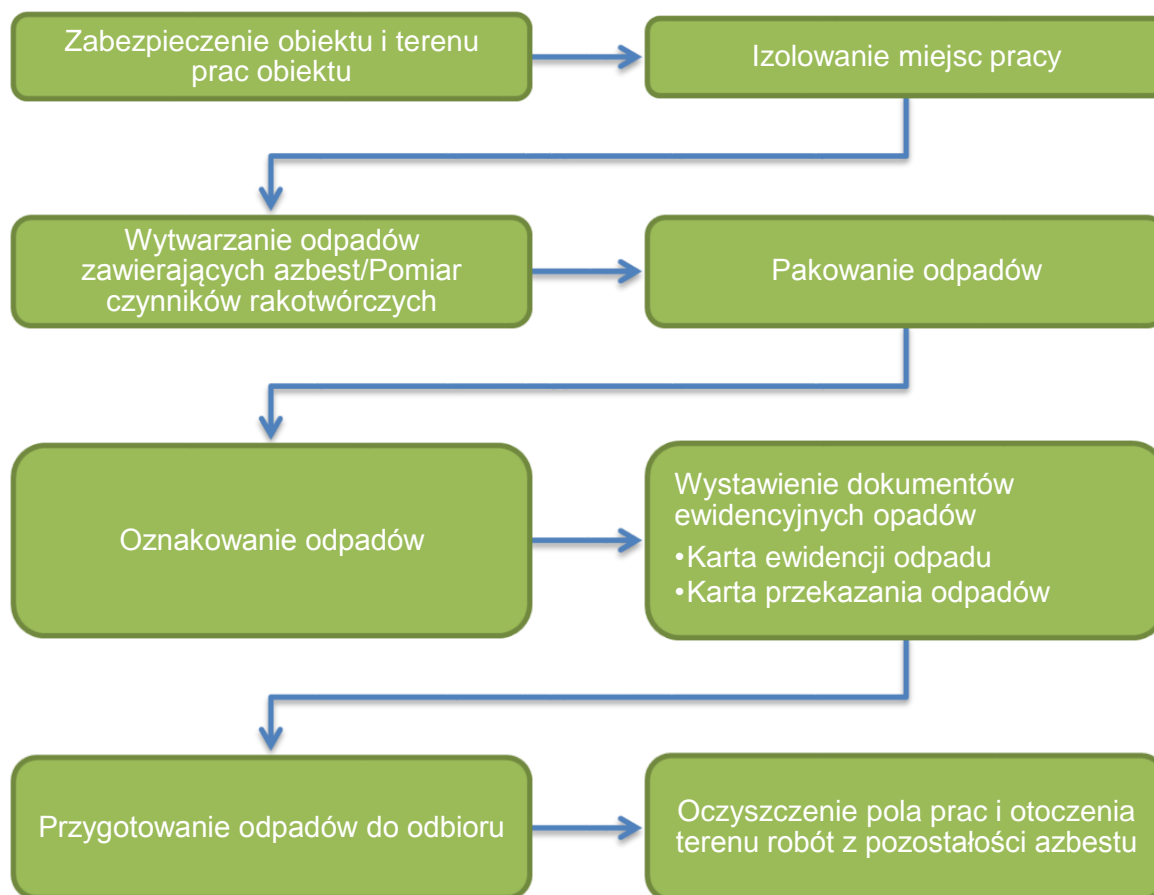 Zabezpieczenie obiektu i terenu
prac obiektu
Izolowanie miejsc pracy
Wytwarzanie odpadów
zawierających azbest/Pomiar
czynników rakotwórczych
Pakowanie odpadów
Oznakowanie odpadów
Wystawienie dokumentów
ewidencyjnych opadów
•Karta ewidencji odpadu
•Karta przekazania odpadów
Przygotowanie odpadów do odbioru
Oczyszczenie pola prac i otoczenia
terenu robót z pozostałości azbestu